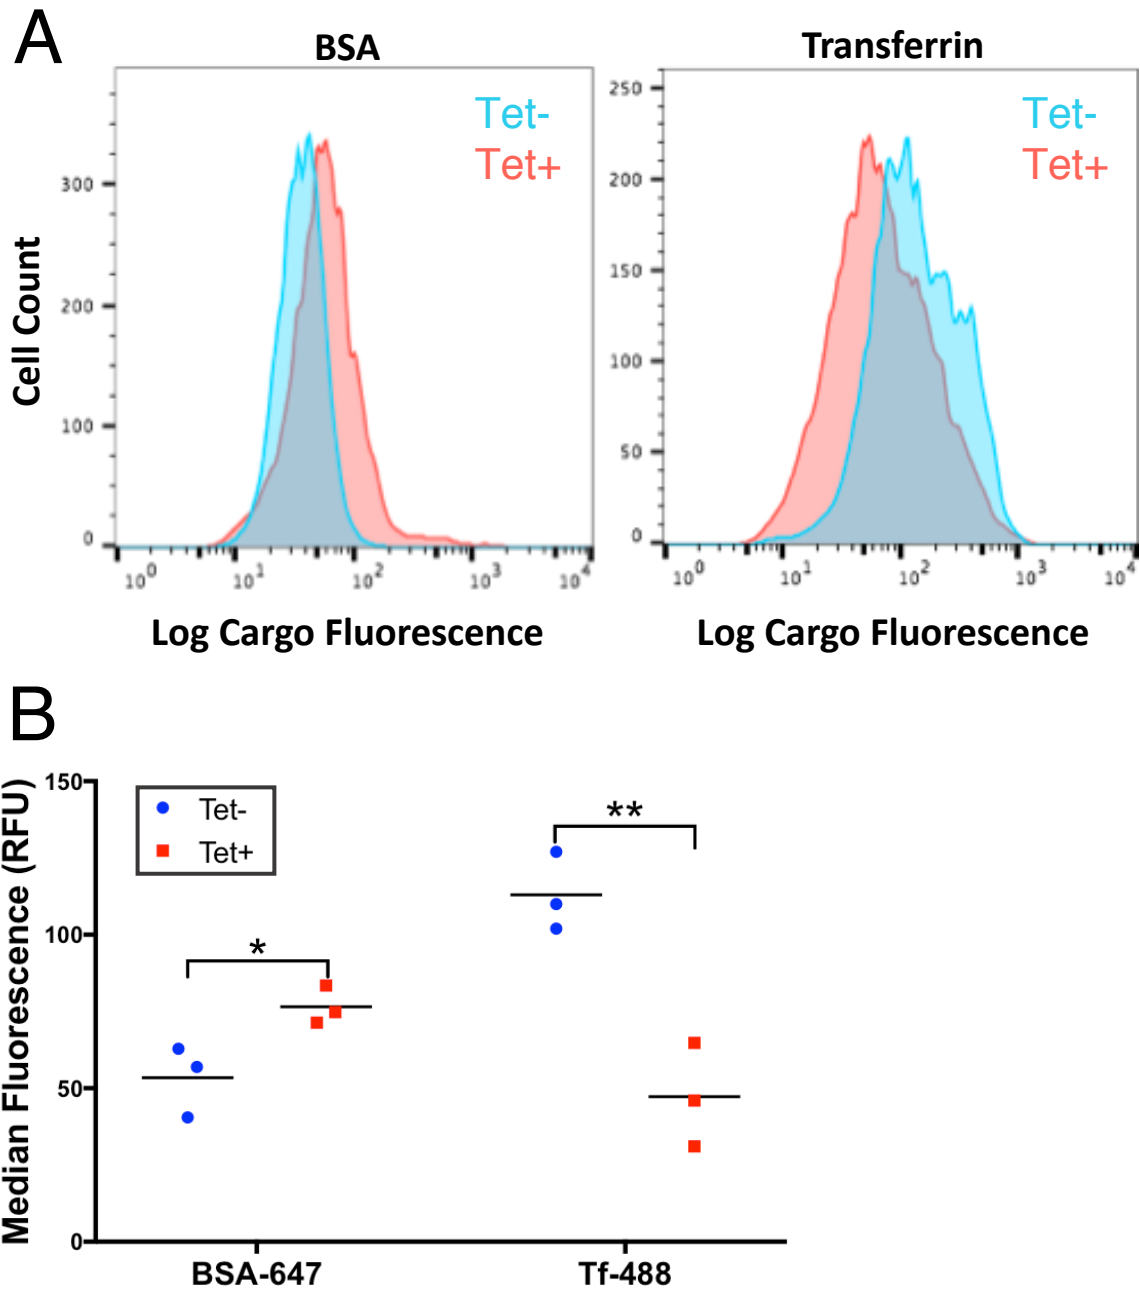 A
BSA
Transferrin
Tet-
Tet+
Tet-
Tet+
Cell Count
300
200
100
0
250
200
150
100
50
0
10^0 10^1 10^2 10^3 10^4
10^0 10^1 10^2 10^3 10^4
Log Cargo Fluorescence
Log Cargo Fluorescence
B
Median Fluorescence (RFU)
150
100
50
0
Tet-
Tet+
*
**
BSA-647
Tf-488